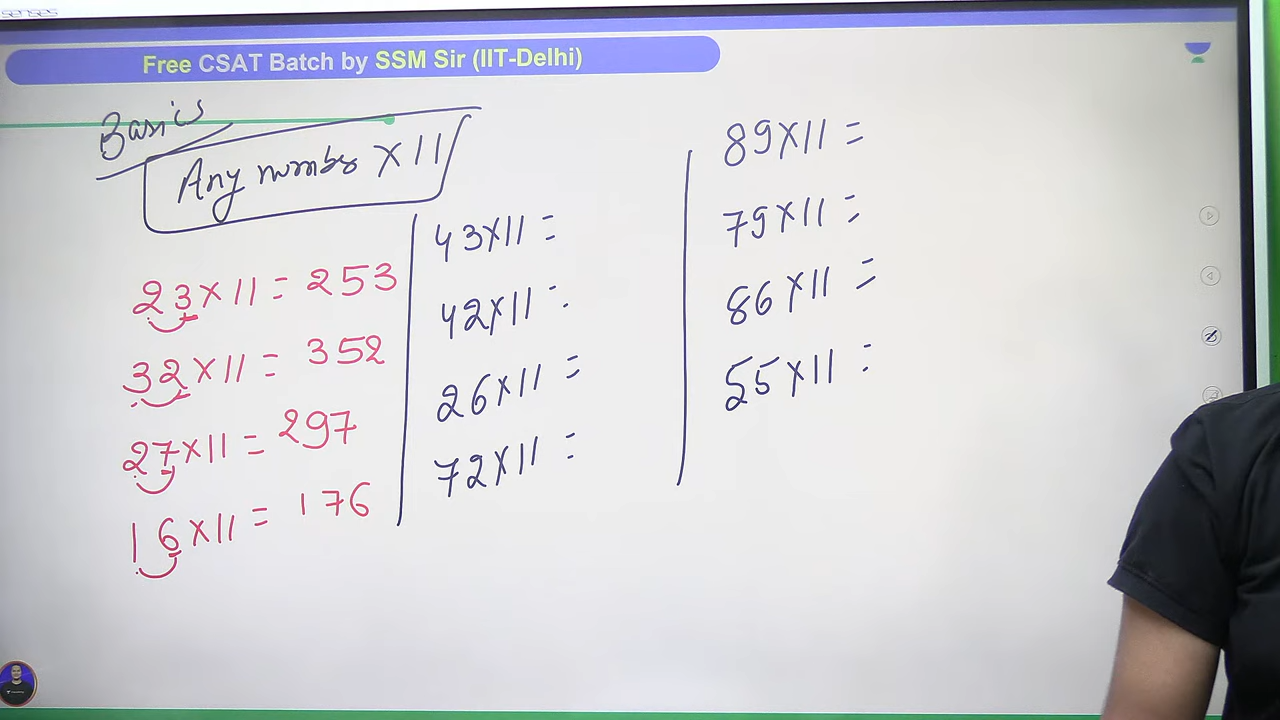 Free CSAT Batch by SSM Sir (IIT-Delhi)
Basics
Any number × 11
23×11 = 253
32×11 = 352
27×11 = 297
16×11 = 176
43×11 =
42×11 =
26×11 =
72×11 =
89×11 =
79×11 =
86×11 =
55×11 =